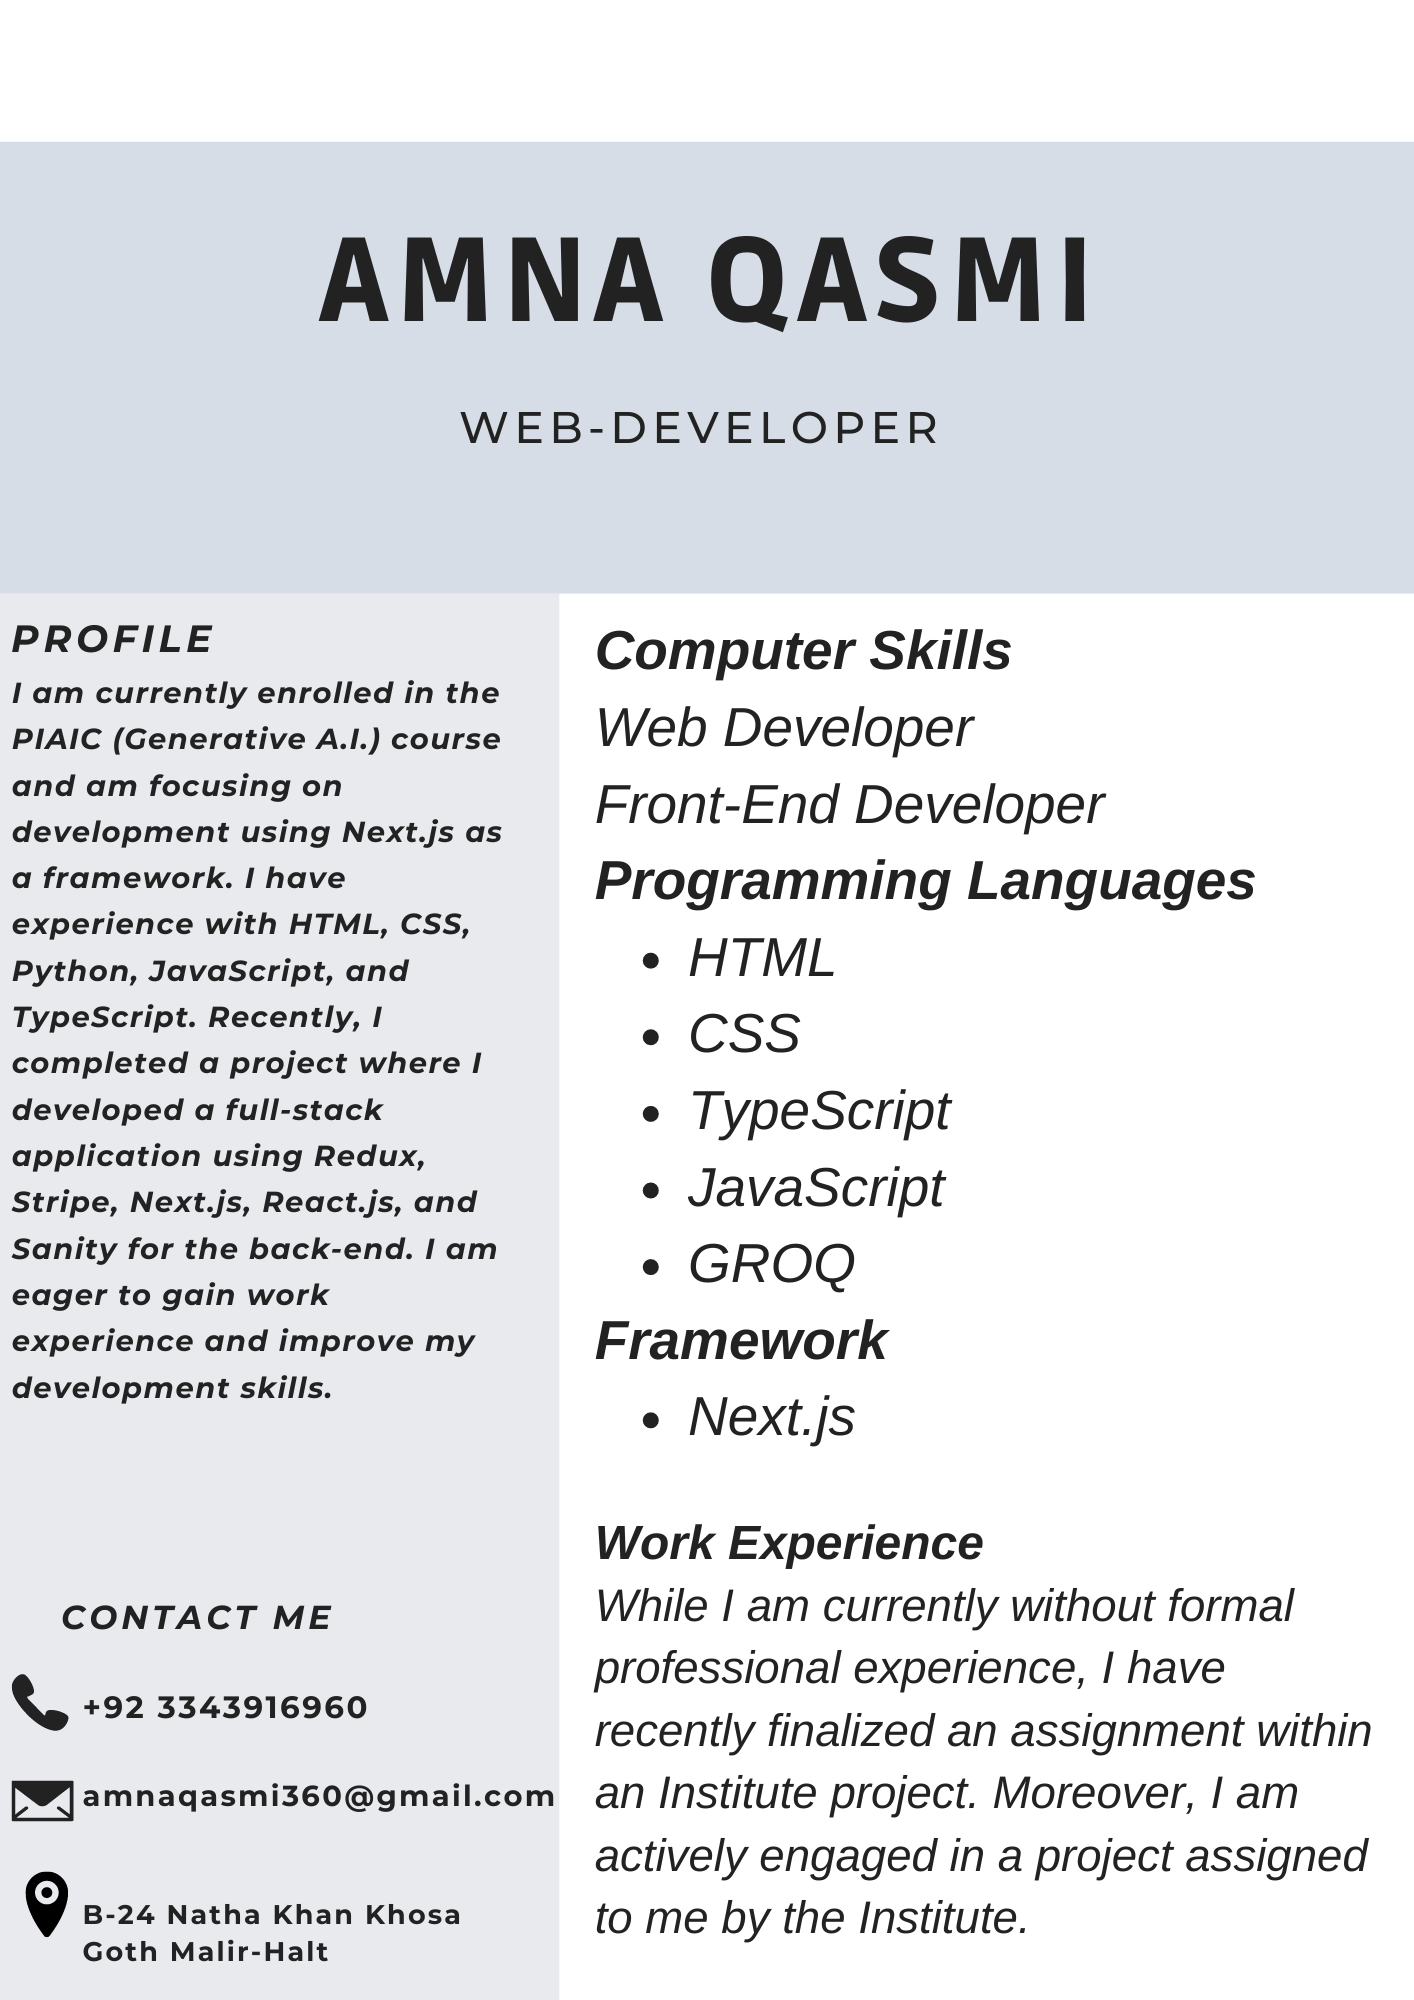 AMNA QASMI
WEB-DEVELOPER
PROFILE
I am currently enrolled in the
PIAIC (Generative A.I.) course
and am focusing on
development using Next.js as
a framework. I have
experience with HTML, CSS,
Python, JavaScript, and
TypeScript. Recently, I
completed a project where I
developed a full-stack
application using Redux,
Stripe, Next.js, React.js, and
Sanity for the back-end. I am
eager to gain work
experience and improve my
development skills.
CONTACT ME
+92 3343916960
amnaqasmi360@gmail.com
B-24 Natha Khan Khosa
Goth Malir-Halt
Computer Skills
Web Developer
Front-End Developer
Programming Languages
• HTML
• CSS
• TypeScript
• JavaScript
• GROQ
Framework
• Next.js
Work Experience
While I am currently without formal
professional experience, I have
recently finalized an assignment within
an Institute project. Moreover, I am
actively engaged in a project assigned
to me by the Institute.